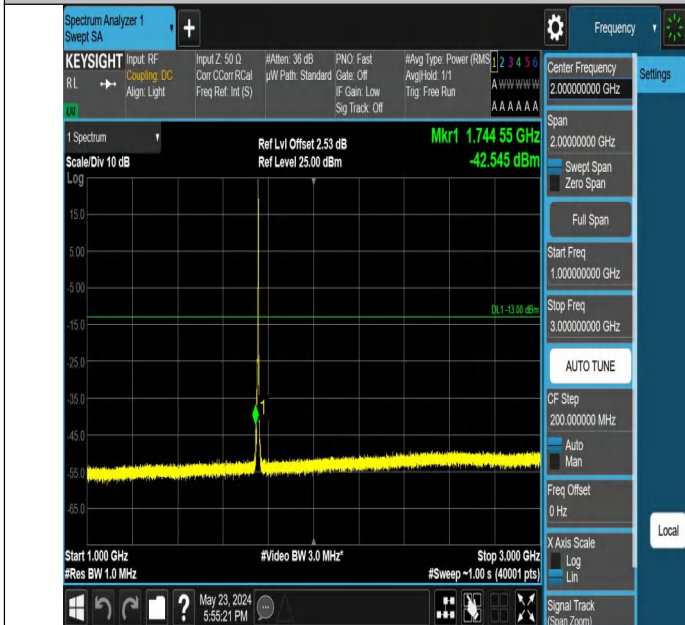 Spectrum Analyzer 1
Swept SA
+
Frequency
KEYSIGHT
RL
LXI
Input: RF
Coupling: DC
Align: Light
Input Z: 50 Ω
Corr CCorr RCal
Freq Ref: Int (S)
#Atten: 36 dB
µW Path: Standard
PNO: Fast
Gate: Off
IF Gain: Low
Sig Track: Off
#Avg Type: Power (RMS
Avg|Hold: 1/1
Trig: Free Run
1 2 3 4 5 6
A W W W W W
A A A A A A
1 Spectrum
Scale/Div 10 dB
Ref Lvl Offset 2.53 dB
Ref Level 25.00 dBm
Mkr1 1.744 55 GHz
-42.545 dBm
Log
15.0
5.00
-5.00
DL1 -13.00 dBm
-15.0
-25.0
-35.0
1
-45.0
-55.0
-65.0
Start 1.000 GHz
#Video BW 3.0 MHz*
Stop 3.000 GHz
#Res BW 1.0 MHz
#Sweep ~1.00 s (40001 pts)
?
May 23, 2024
5:55:21 PM
Settings
Center Frequency
2.000000000 GHz
Span
2.00000000 GHz
Swept Span
Zero Span
Full Span
Start Freq
1.000000000 GHz
Stop Freq
3.000000000 GHz
AUTO TUNE
CF Step
200.000000 MHz
Auto
Man
Freq Offset
0 Hz
X Axis Scale
Log
Lin
Signal Track
(Span Zoom)
Local